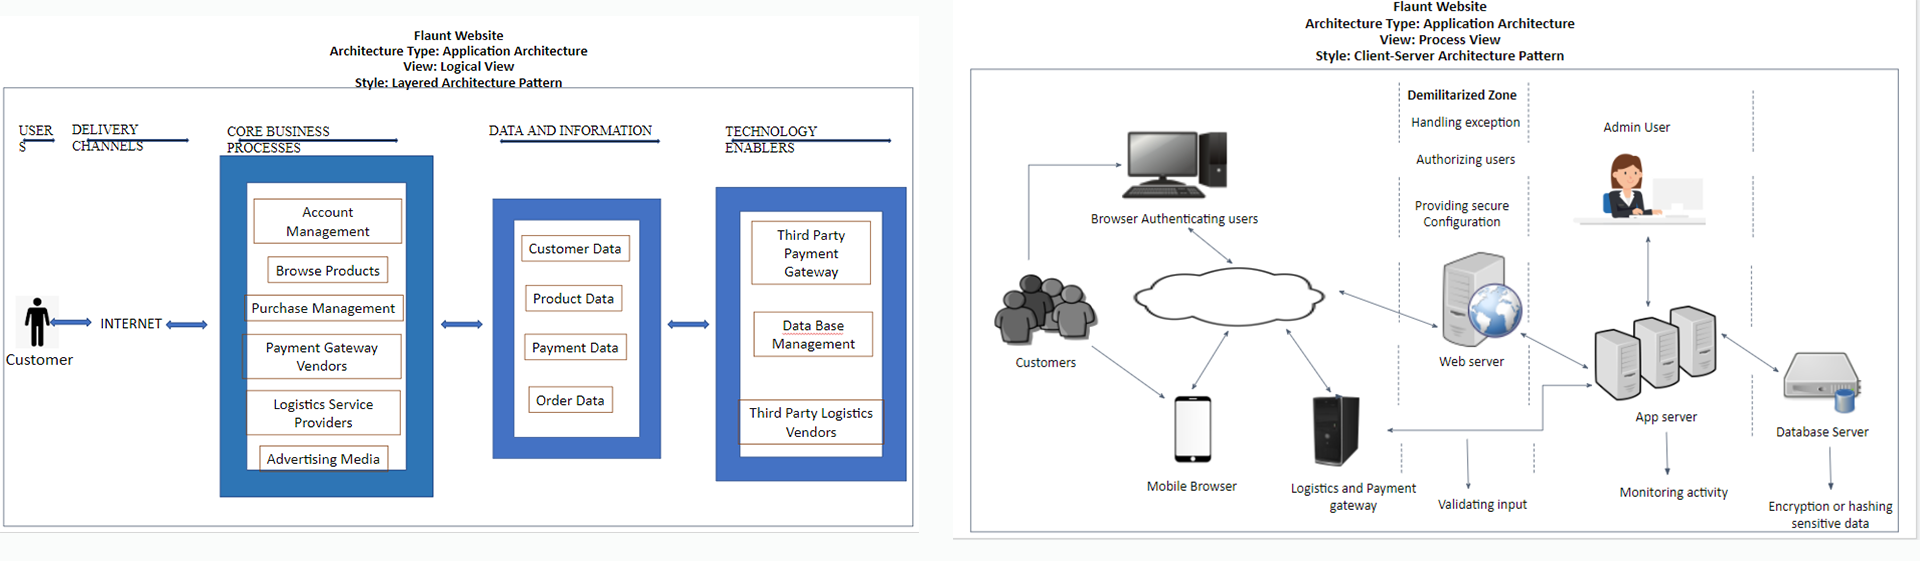 Flaunt Website
Architecture Type: Application Architecture
View: Logical View
Style: Layered Architecture Pattern
USER
S
DELIVERY
CHANNELS
CORE BUSINESS
PROCESSES
DATA AND INFORMATION
TECHNOLOGY
ENABLERS
Customer
INTERNET
Account
Management
Browse Products
Purchase Management
Payment Gateway
Vendors
Logistics Service
Providers
Advertising Media
Customer Data
Product Data
Payment Data
Order Data
Third Party
Payment
Gateway
Data Base
Management
Third Party Logistics
Vendors
Flaunt Website
Architecture Type: Application Architecture
View: Process View
Style: Client-Server Architecture Pattern
Demilitarized Zone
Handling exception
Authorizing users
Providing secure
Configuration
Admin User
Browser Authenticating users
Customers
Web server
App server
Database Server
Mobile Browser
Logistics and Payment
gateway
Validating input
Monitoring activity
Encryption or hashing
sensitive data